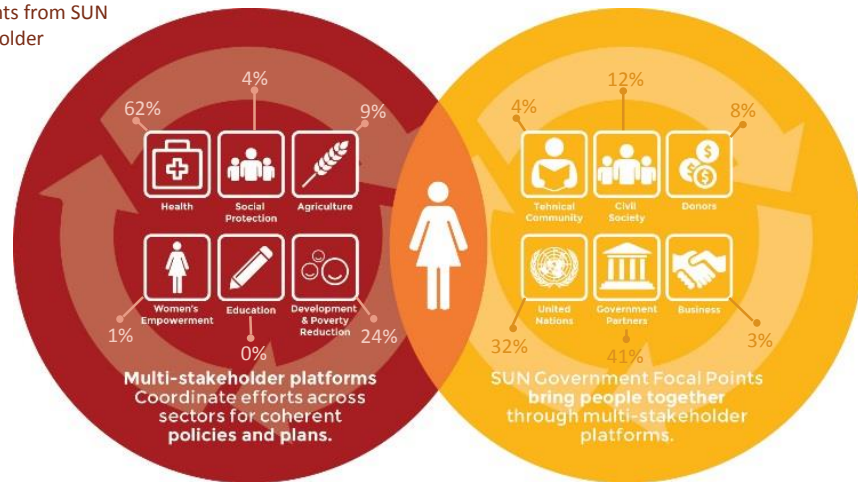 nts from SUN
older
62%
4%
9%
Health
Social
Protection
Agriculture
Women's
Empowerment
Education
Development
& Poverty
Reduction
1%
0%
24%
Multi-stakeholder platforms
Coordinate efforts across
sectors for coherent
policies and plans.
4%
12%
8%
Tehnical
Community
Civil
Society
Donors
United
Nations
Government
Partners
Business
32%
41%
3%
SUN Government Focal Points
bring people together
through multi-stakeholder
platforms.